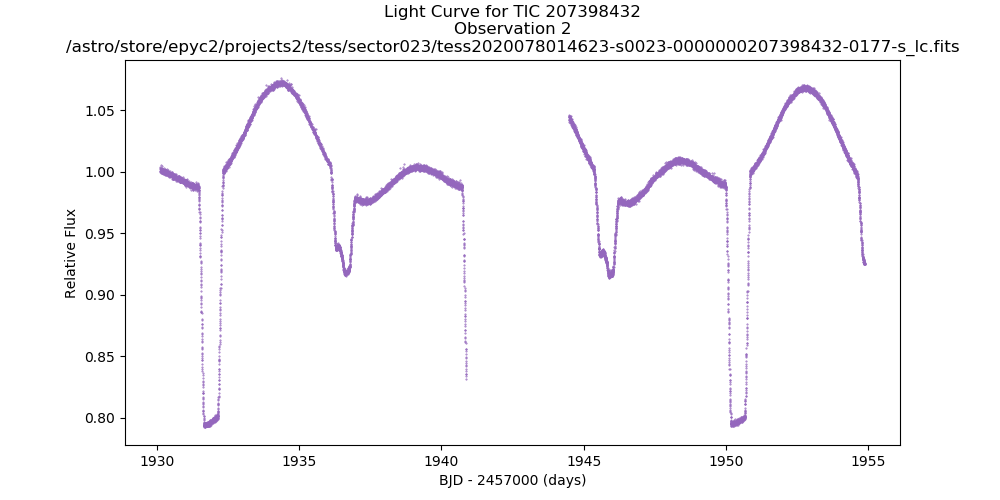 Light Curve for TIC 207398432
Observation 2
/astro/store/epyc2/projects2/tess/sector023/tess2020078014623-s0023-0000000207398432-0177-s_lc.fits
1.05
1.00
0.95
0.90
0.85
0.80
Relative Flux
1930
1935
1940
1945
1950
1955
BJD - 2457000 (days)